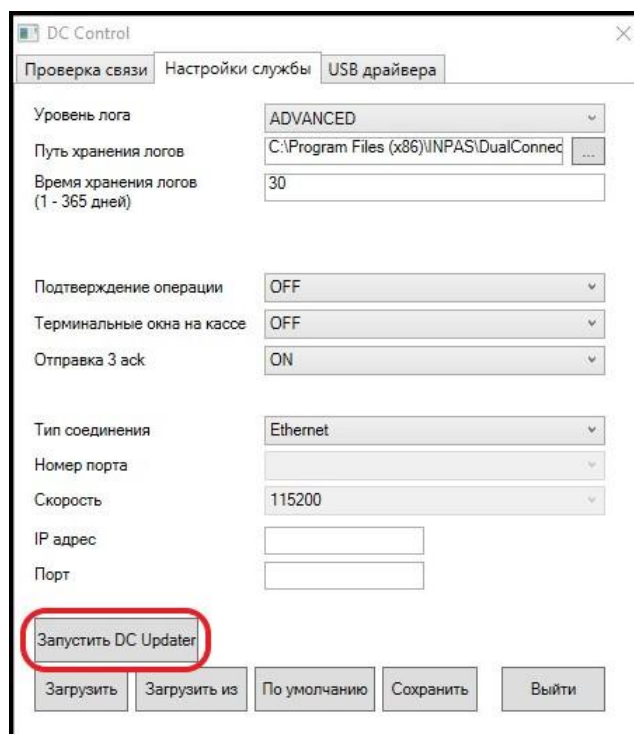 DC Control
Проверка связи Настройки службы USB драйвера
Уровень лога ADVANCED
Путь хранения логов C:\Program Files (x86)\INPAS\DualConnec ...
Время хранения логов 30
(1 - 365 дней)
Подтверждение операции OFF
Терминальные окна на кассе OFF
Отправка 3 ack ON
Тип соединения Ethernet
Номер порта
Скорость 115200
IP адрес
Порт
Запустить DC Updater
Загрузить Загрузить из По умолчанию Сохранить Выйти